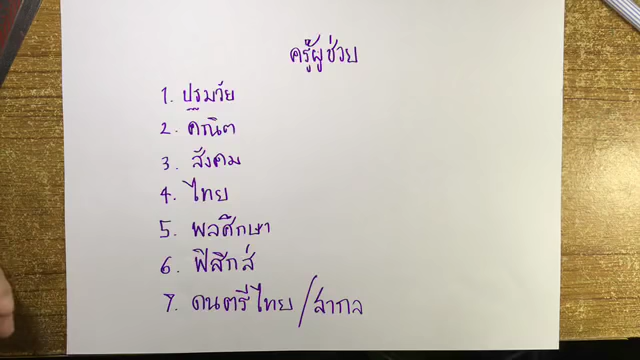 ครูผู้ช่วย
1. ปฐมวัย
2. คณิต
3. สังคม
4. ไทย
5. พลศึกษา
6. ฟิสิกส์
7. ดนตรีไทย/สากล